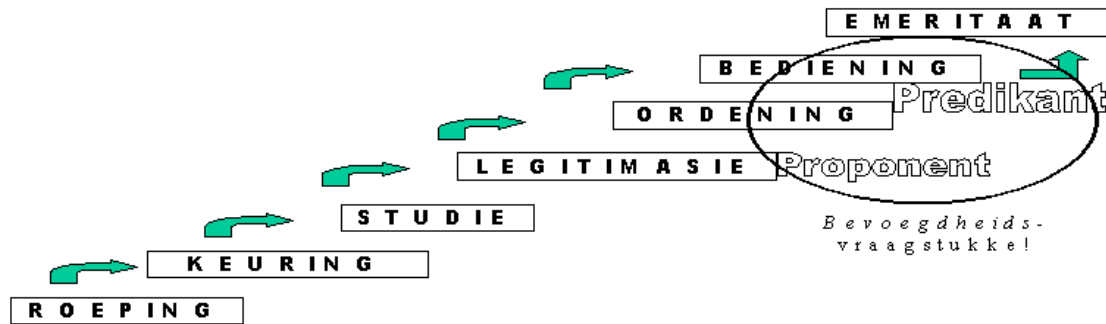 EMERITAAT
BEDIENING
Predikant
ORDENING
LEGITIMASIE Proponent
STUDIE
Bevoegdheids-
vraagstukke!
KEURING
ROEPING